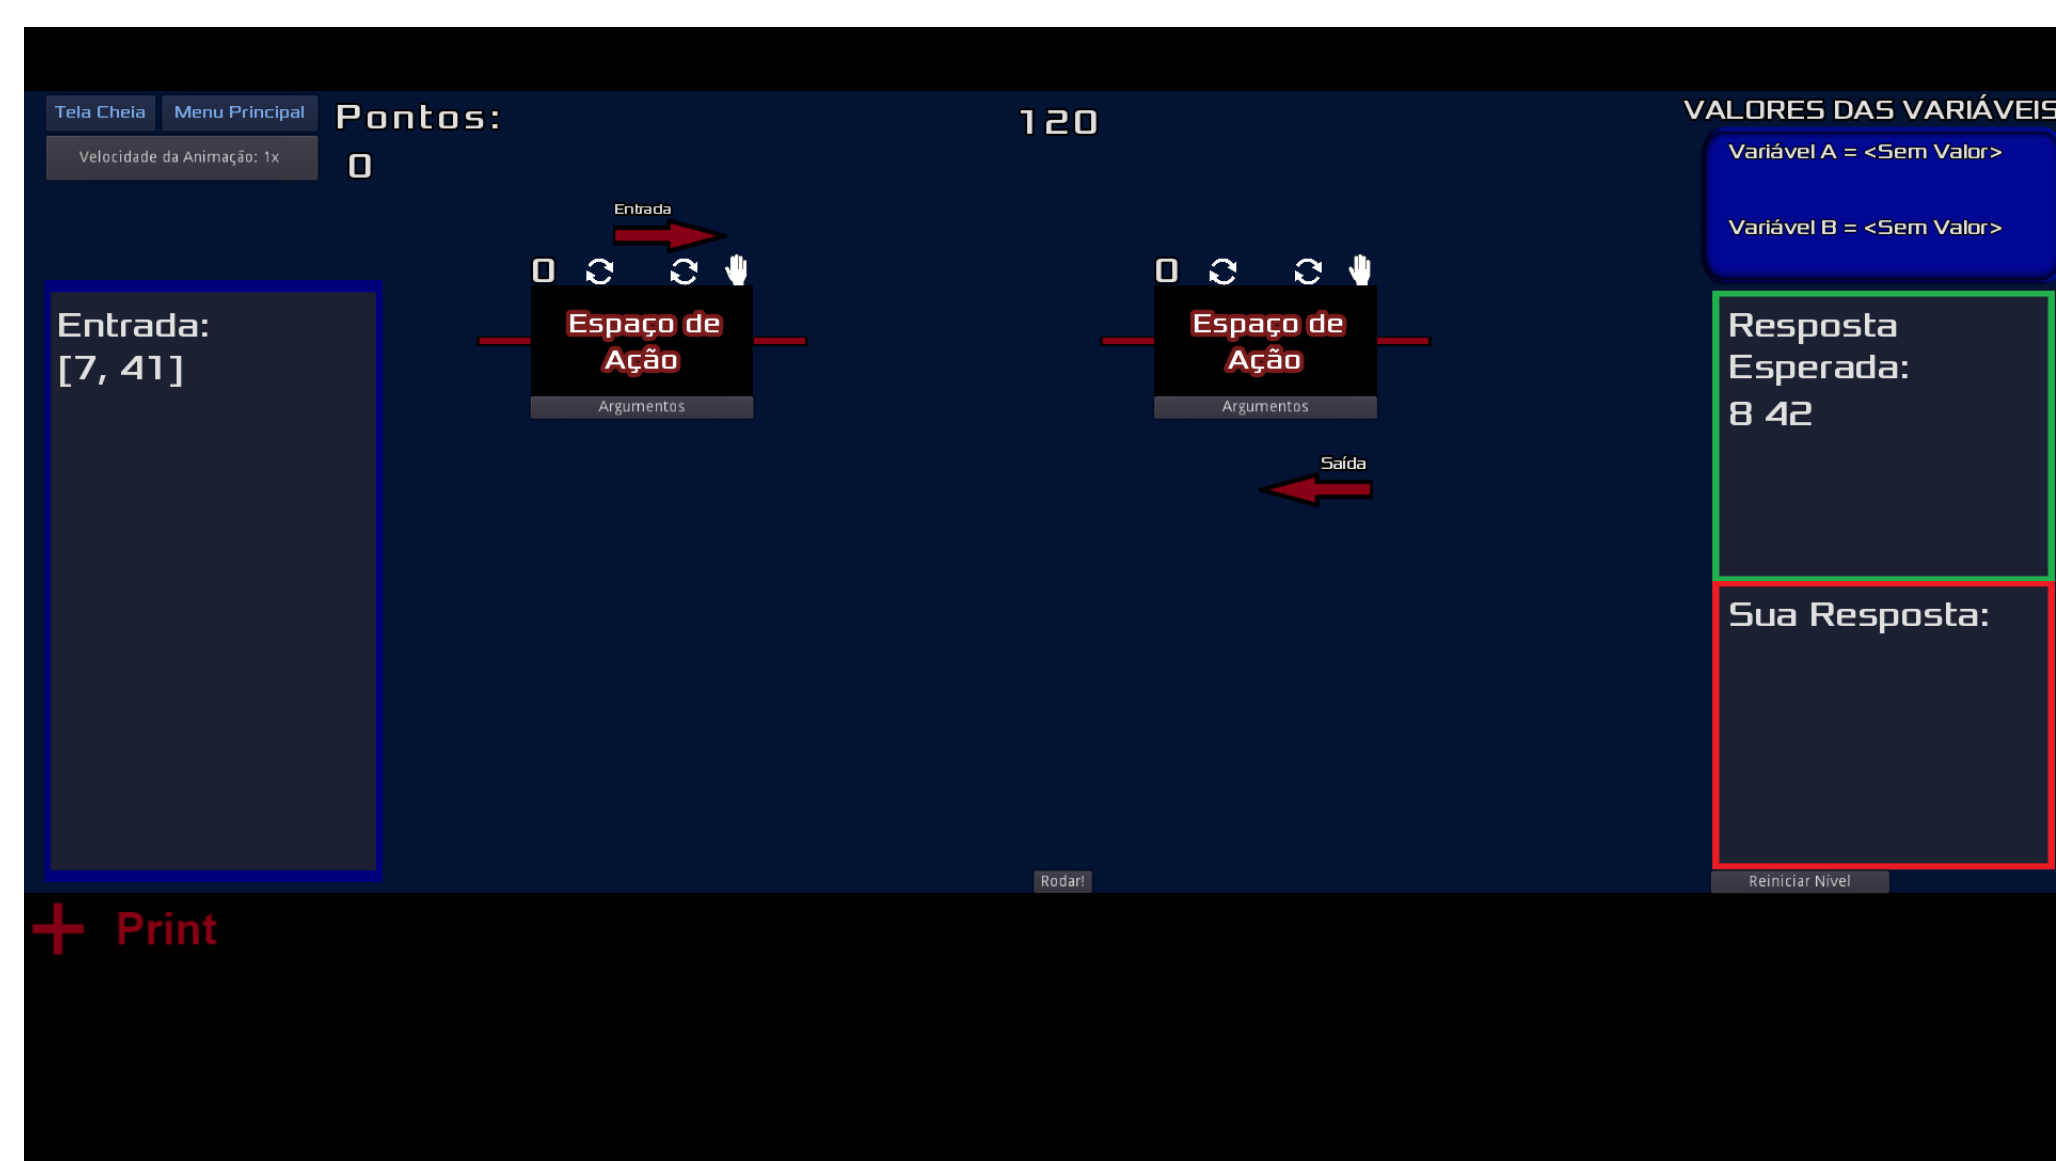 Tela Cheia Menu Principal Pontos: 120 VALORES DAS VARIÁVEIS
Velocidade da Animação: 1x 0 Variável A = <Sem Valor>
Entrada
Variável B = <Sem Valor>
0 0
Entrada:
[7, 41]
Espaço de
Ação
Argumentos
Espaço de
Ação
Argumentos
Saída
Resposta
Esperada:
8 42
Sua Resposta:
Rodar! Reiniciar Nível
+ Print